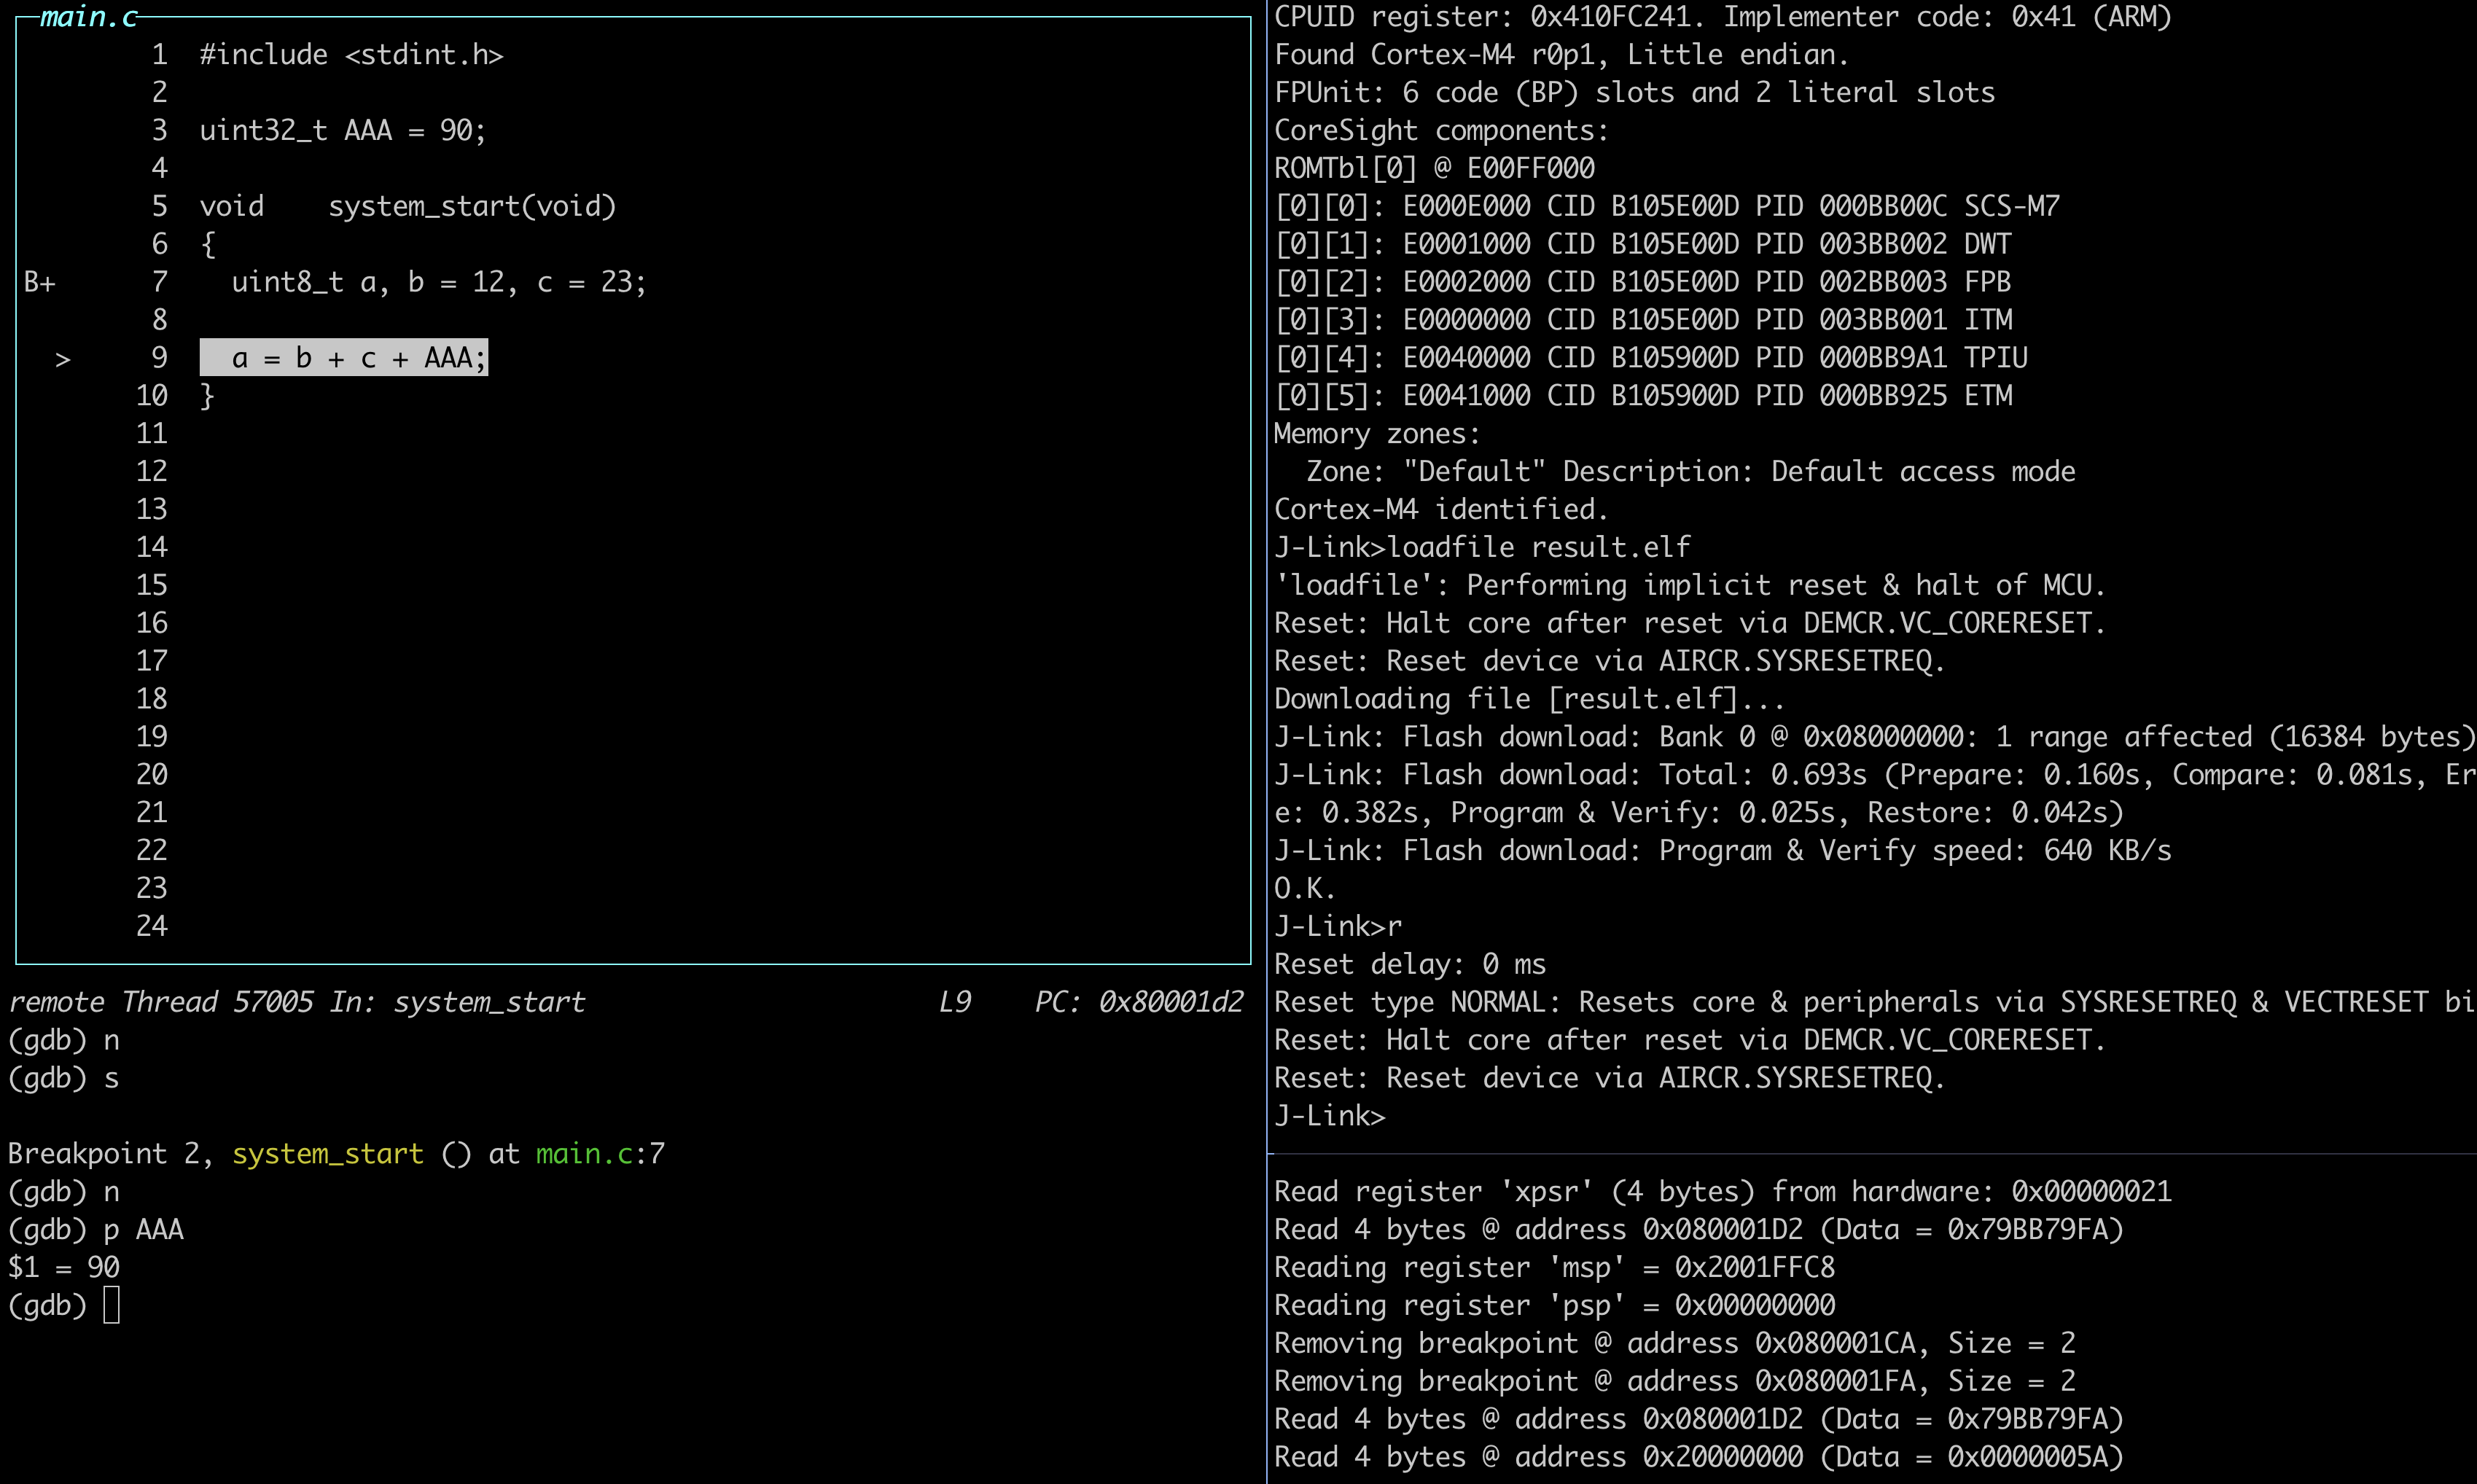 main.c
1 #include <stdint.h>
2
3 uint32_t AAA = 90;
4
5 void    system_start(void)
6 {
B+ 7   uint8_t a, b = 12, c = 23;
8
> 9   a = b + c + AAA;
10 }
11
12
13
14
15
16
17
18
19
20
21
22
23
24
remote Thread 57005 In: system_start L9 PC: 0x80001d2
(gdb) n
(gdb) s
Breakpoint 2, system_start () at main.c:7
(gdb) n
(gdb) p AAA
$1 = 90
(gdb)
CPUID register: 0x410FC241. Implementer code: 0x41 (ARM)
Found Cortex-M4 r0p1, Little endian.
FPUnit: 6 code (BP) slots and 2 literal slots
CoreSight components:
ROMTbl[0] @ E00FF000
[0][0]: E000E000 CID B105E00D PID 000BB00C SCS-M7
[0][1]: E0001000 CID B105E00D PID 003BB002 DWT
[0][2]: E0002000 CID B105E00D PID 002BB003 FPB
[0][3]: E0000000 CID B105E00D PID 003BB001 ITM
[0][4]: E0040000 CID B105900D PID 000BB9A1 TPIU
[0][5]: E0041000 CID B105900D PID 000BB925 ETM
Memory zones:
  Zone: "Default" Description: Default access mode
Cortex-M4 identified.
J-Link>loadfile result.elf
'loadfile': Performing implicit reset & halt of MCU.
Reset: Halt core after reset via DEMCR.VC_CORERESET.
Reset: Reset device via AIRCR.SYSRESETREQ.
Downloading file [result.elf]...
J-Link: Flash download: Bank 0 @ 0x08000000: 1 range affected (16384 bytes)
J-Link: Flash download: Total: 0.693s (Prepare: 0.160s, Compare: 0.081s, Er
e: 0.382s, Program & Verify: 0.025s, Restore: 0.042s)
J-Link: Flash download: Program & Verify speed: 640 KB/s
O.K.
J-Link>r
Reset delay: 0 ms
Reset type NORMAL: Resets core & peripherals via SYSRESETREQ & VECTRESET bi
Reset: Halt core after reset via DEMCR.VC_CORERESET.
Reset: Reset device via AIRCR.SYSRESETREQ.
J-Link>
Read register 'xpsr' (4 bytes) from hardware: 0x00000021
Read 4 bytes @ address 0x080001D2 (Data = 0x79BB79FA)
Reading register 'msp' = 0x2001FFC8
Reading register 'psp' = 0x00000000
Removing breakpoint @ address 0x080001CA, Size = 2
Removing breakpoint @ address 0x080001FA, Size = 2
Read 4 bytes @ address 0x080001D2 (Data = 0x79BB79FA)
Read 4 bytes @ address 0x20000000 (Data = 0x0000005A)